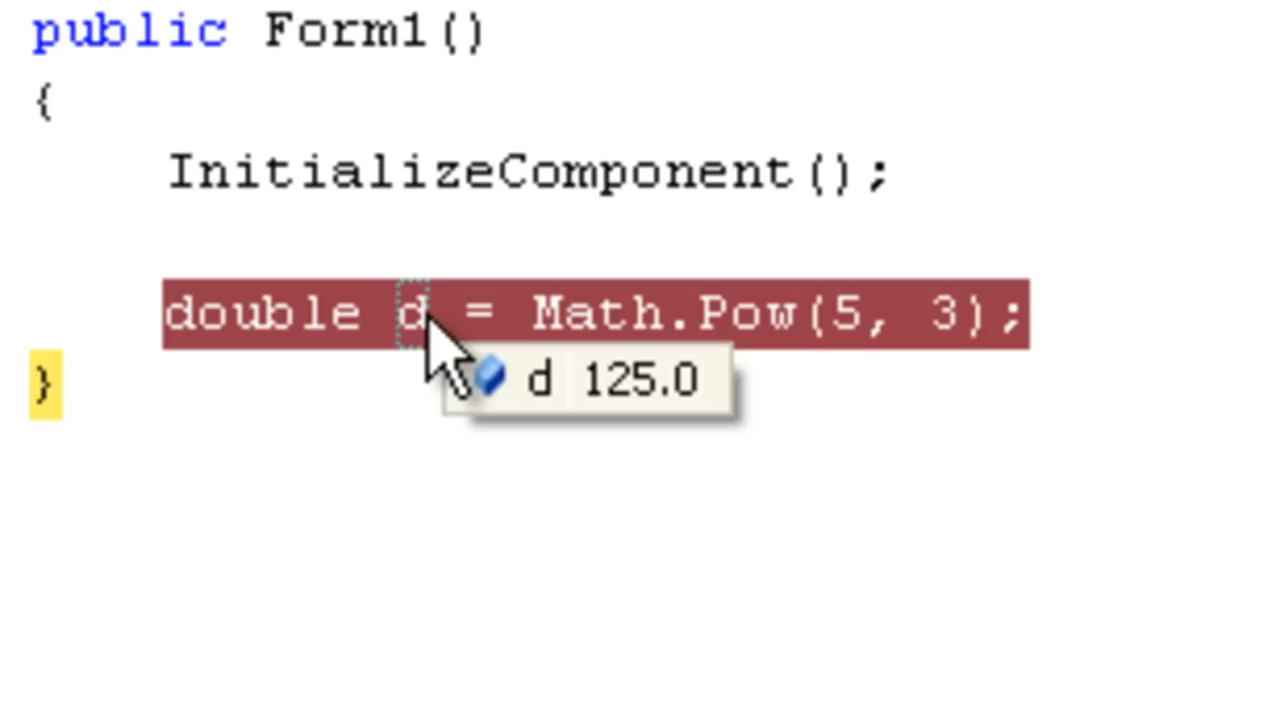 public Form1()
{
InitializeComponent();
double d = Math.Pow(5, 3);
}
d 125.0